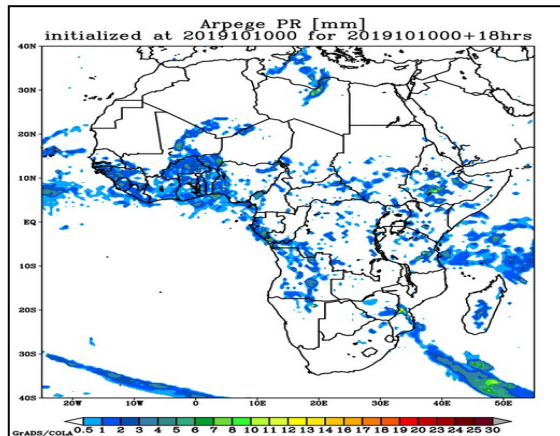 Arpege PR [mm]
initialized at 2019101000 for 2019101000+18hrs
40N
30N
20N
10N
EQ
10S
20S
30S
40S
20W 10W 0 10E 20E 30E 40E 50E
0.5 1 2 3 4 5 6 7 8 10 11 12 13 14 16 17 18 19 20 23 24 25 30
GrADS/COLA